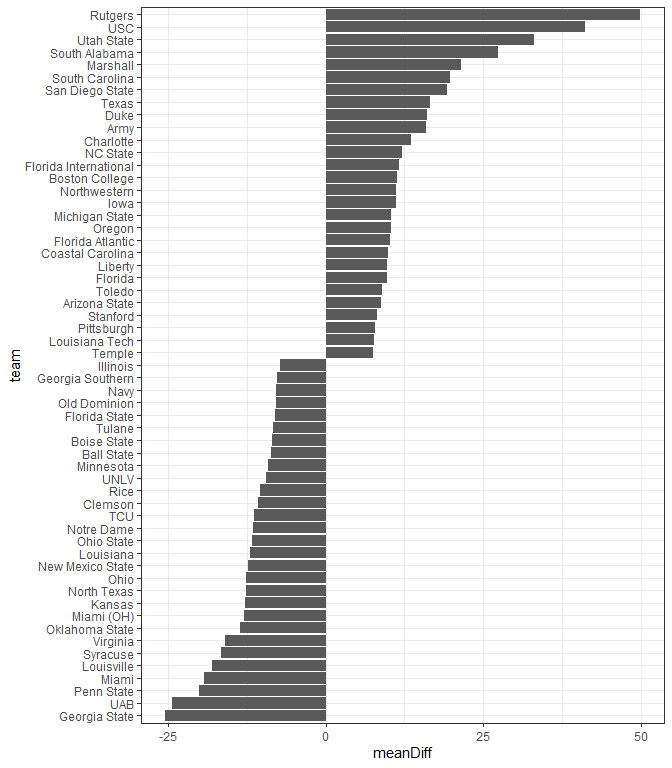 Rutgers
USC
Utah State
South Alabama
Marshall
South Carolina
San Diego State
Texas
Duke
Army
Charlotte
NC State
Florida International
Boston College
Northwestern
Iowa
Michigan State
Oregon
Florida Atlantic
Coastal Carolina
Liberty
Florida
Toledo
Arizona State
Stanford
Pittsburgh
Louisiana Tech
Temple
Illinois
Georgia Southern
Navy
Old Dominion
Florida State
Tulane
Boise State
Ball State
Minnesota
UNLV
Rice
Clemson
TCU
Notre Dame
Ohio State
Louisiana
New Mexico State
Ohio
North Texas
Kansas
Miami (OH)
Oklahoma State
Virginia
Syracuse
Louisville
Miami
Penn State
UAB
Georgia State
team
-25 0 25 50
meanDiff